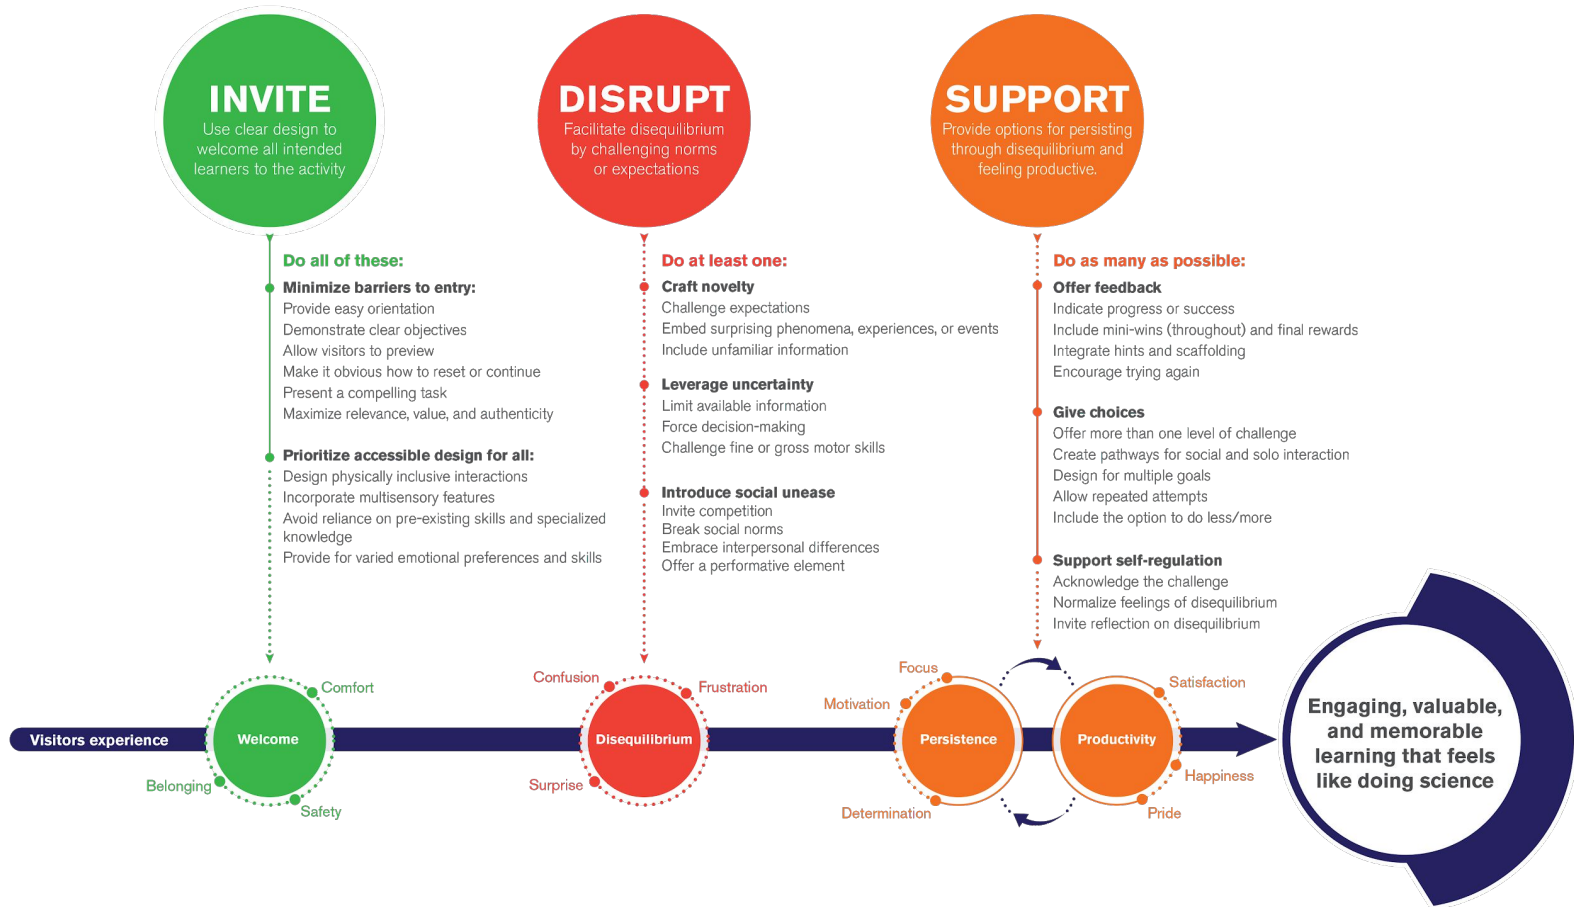 INVITE
Use clear design to
welcome all intended
learners to the activity
Do all of these:
Minimize barriers to entry:
Provide easy orientation
Demonstrate clear objectives
Allow visitors to preview
Make it obvious how to reset or continue
Present a compelling task
Maximize relevance, value, and authenticity
Prioritize accessible design for all:
Design physically inclusive interactions
Incorporate multisensory features
Avoid reliance on pre-existing skills and specialized
knowledge
Provide for varied emotional preferences and skills
DISRUPT
Facilitate disequilibrium
by challenging norms
or expectations
Do at least one:
Craft novelty
Challenge expectations
Embed surprising phenomena, experiences, or events
Include unfamiliar information
Leverage uncertainty
Limit available information
Force decision-making
Challenge fine or gross motor skills
Introduce social unease
Invite competition
Break social norms
Embrace interpersonal differences
Offer a performative element
SUPPORT
Provide options for persisting
through disequilibrium and
feeling productive.
Do as many as possible:
Offer feedback
Indicate progress or success
Include mini-wins (throughout) and final rewards
Integrate hints and scaffolding
Encourage trying again
Give choices
Offer more than one level of challenge
Create pathways for social and solo interaction
Design for multiple goals
Allow repeated attempts
Include the option to do less/more
Support self-regulation
Acknowledge the challenge
Normalize feelings of disequilibrium
Invite reflection on disequilibrium
Visitors experience
Welcome
Comfort
Belonging
Safety
Disequilibrium
Confusion
Frustration
Surprise
Persistence
Focus
Motivation
Determination
Productivity
Satisfaction
Happiness
Pride
Engaging, valuable,
and memorable
learning that feels
like doing science